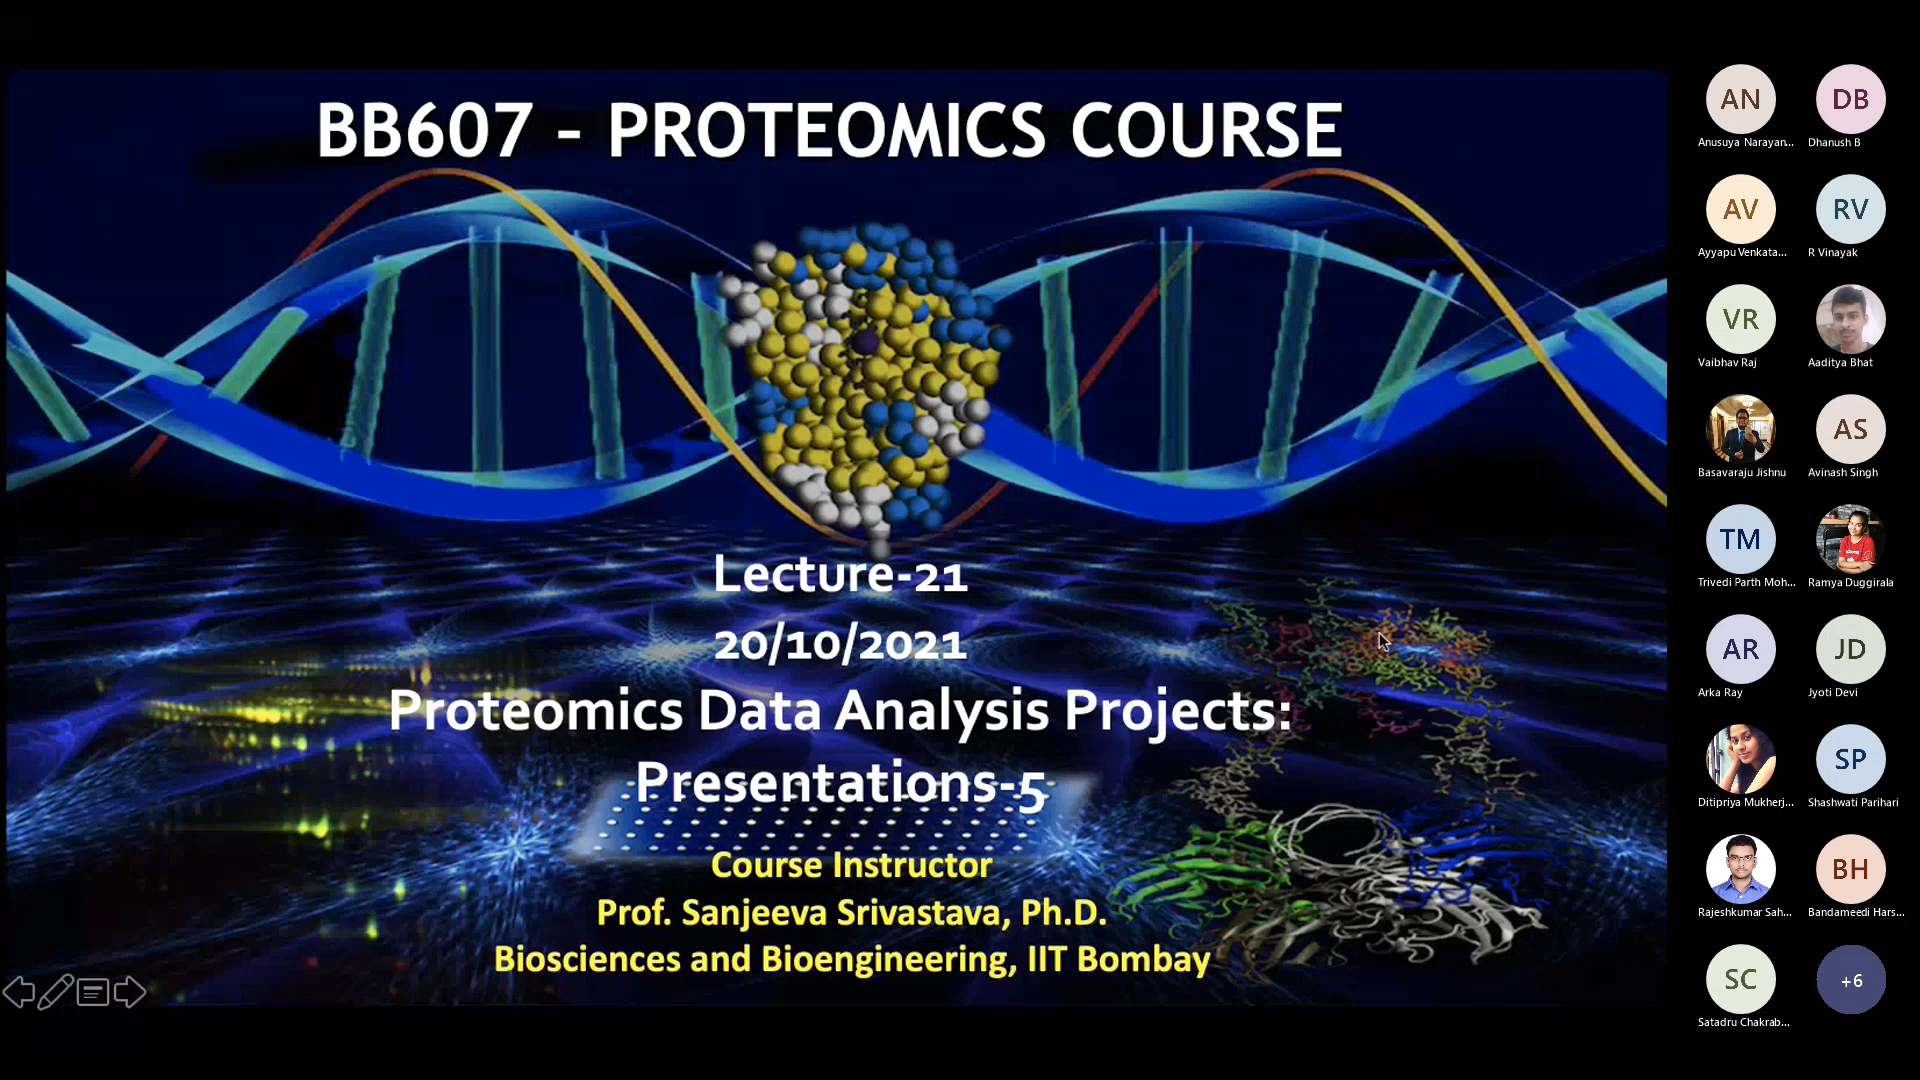 BB607 – PROTEOMICS COURSE
Lecture-21
20/10/2021
Proteomics Data Analysis Projects:
Presentations-5
Course Instructor
Prof. Sanjeeva Srivastava, Ph.D.
Biosciences and Bioengineering, IIT Bombay
AN DB
Anusuya Narayan... Dhanush B
AV RV
Ayyapu Venkata... R Vinayak
VR
Vaibhav Raj Aaditya Bhat
AS
Basavaraju Jishnu Avinash Singh
TM
Trivedi Parth Moh... Ramya Duggirala
AR JD
Arka Ray Jyoti Devi
SP
Ditipriya Mukherj... Shashwati Parihari
BH
Rajeshkumar Sah... Bandameedi Hars...
SC +6
Satadru Chakrab...